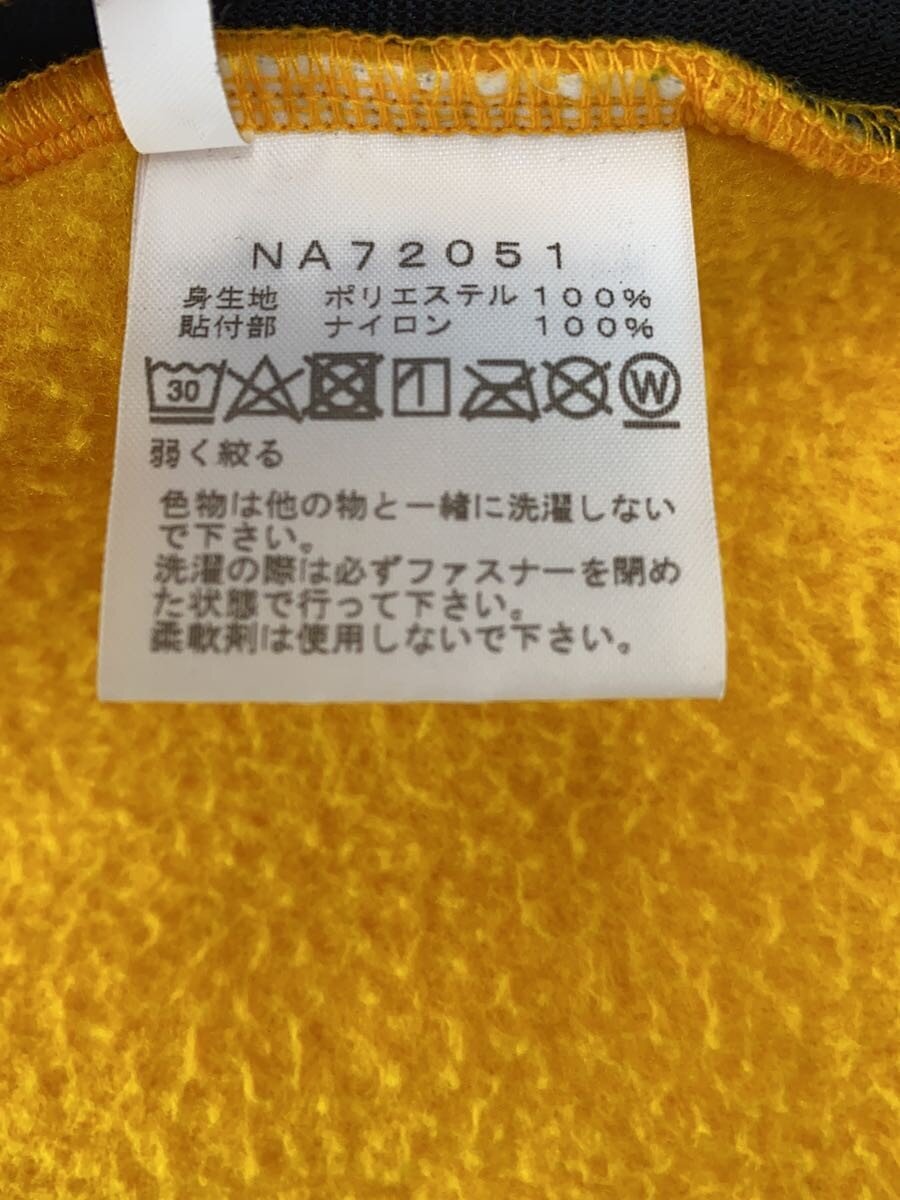 NA72051
身生地 ポリエステル 100%
貼付部 ナイロン 100%
30 W
弱く絞る
色物は他の物と一緒に洗濯しない
で下さい。
洗濯の際は必ずファスナーを閉め
た状態で行って下さい。
柔軟剤は使用しないで下さい。